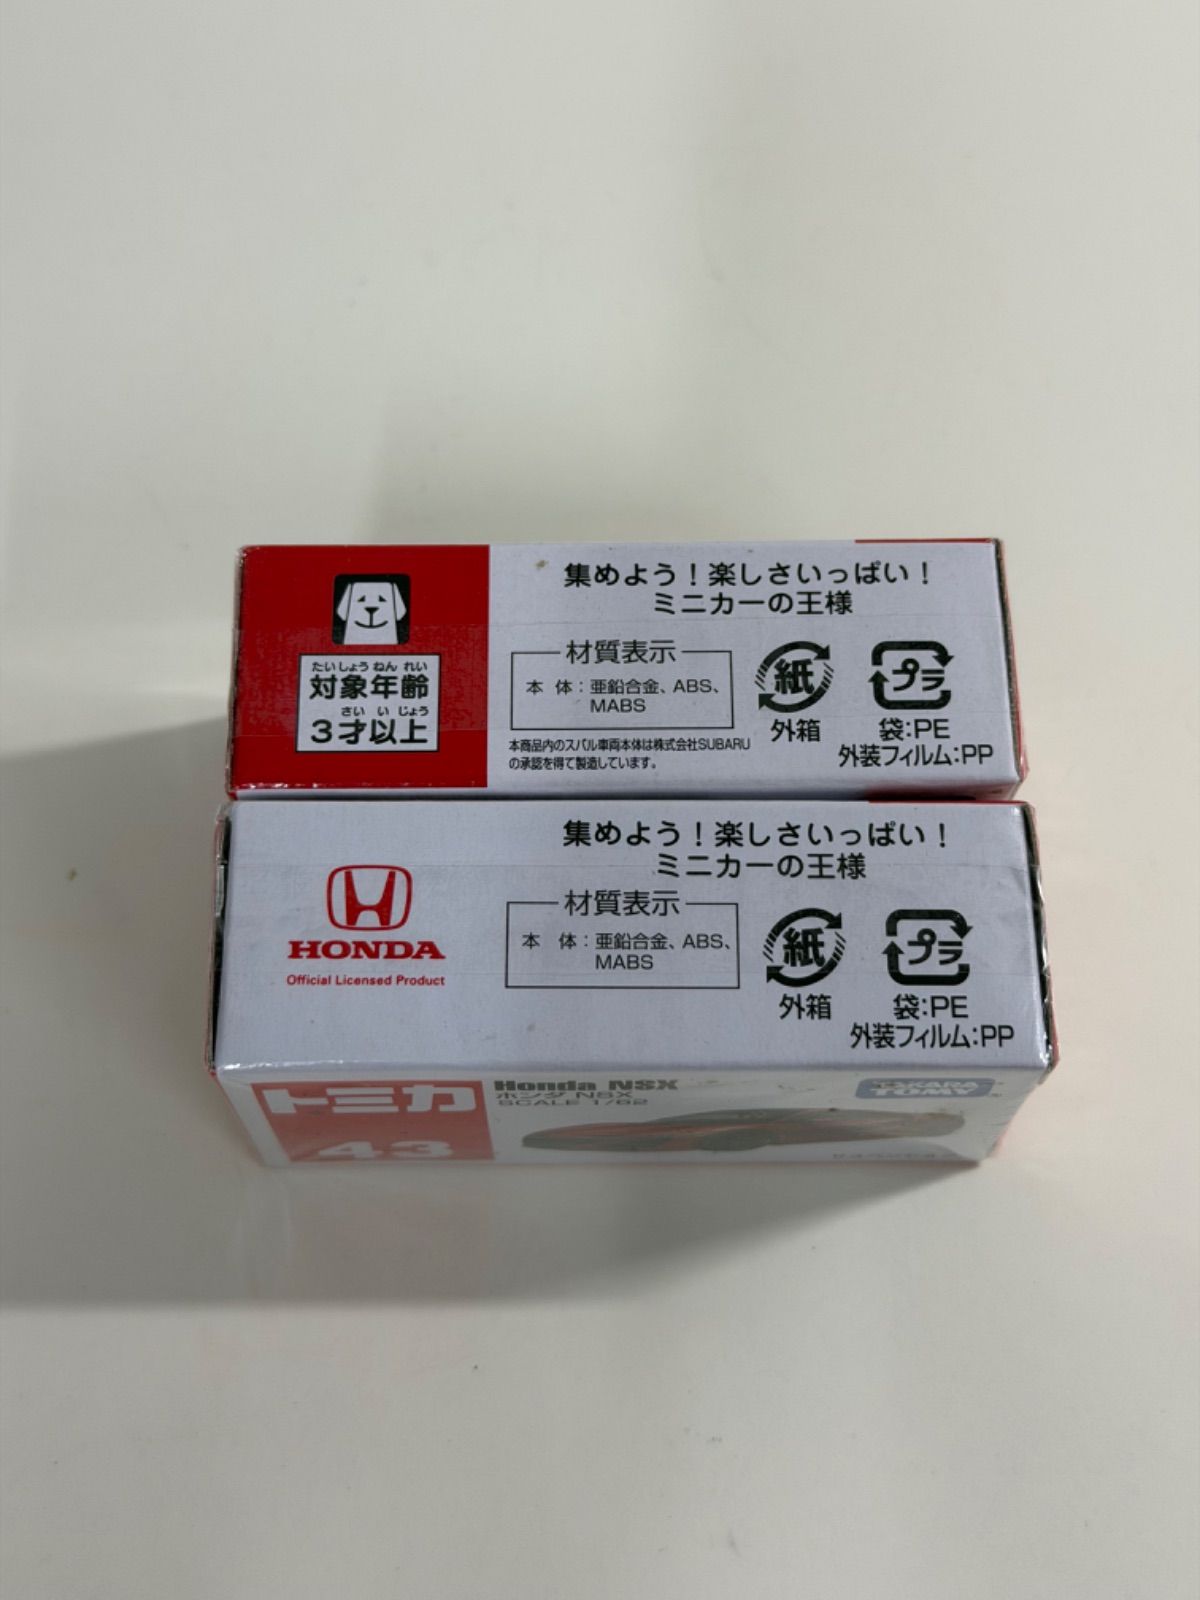 集めよう！楽しさいっぱい！
ミニカーの王様
たいしょうねんれい
対象年齢
さいいじょう
3才以上
材質表示
本 体：亜鉛合金、ABS、
MABS
本商品内のスバル車両本体は株式会社SUBARU
の承認を得て製造しています。
紙
外箱
プラ
袋：PE
外装フィルム：PP
集めよう！楽しさいっぱい！
ミニカーの王様
HONDA
Official Licensed Product
材質表示
本 体：亜鉛合金、ABS、
MABS
紙
外箱
プラ
袋：PE
外装フィルム：PP
トミカ
43
Honda NSX
ホンダ NSX
SCALE 1/62
TAKARA
TOMY